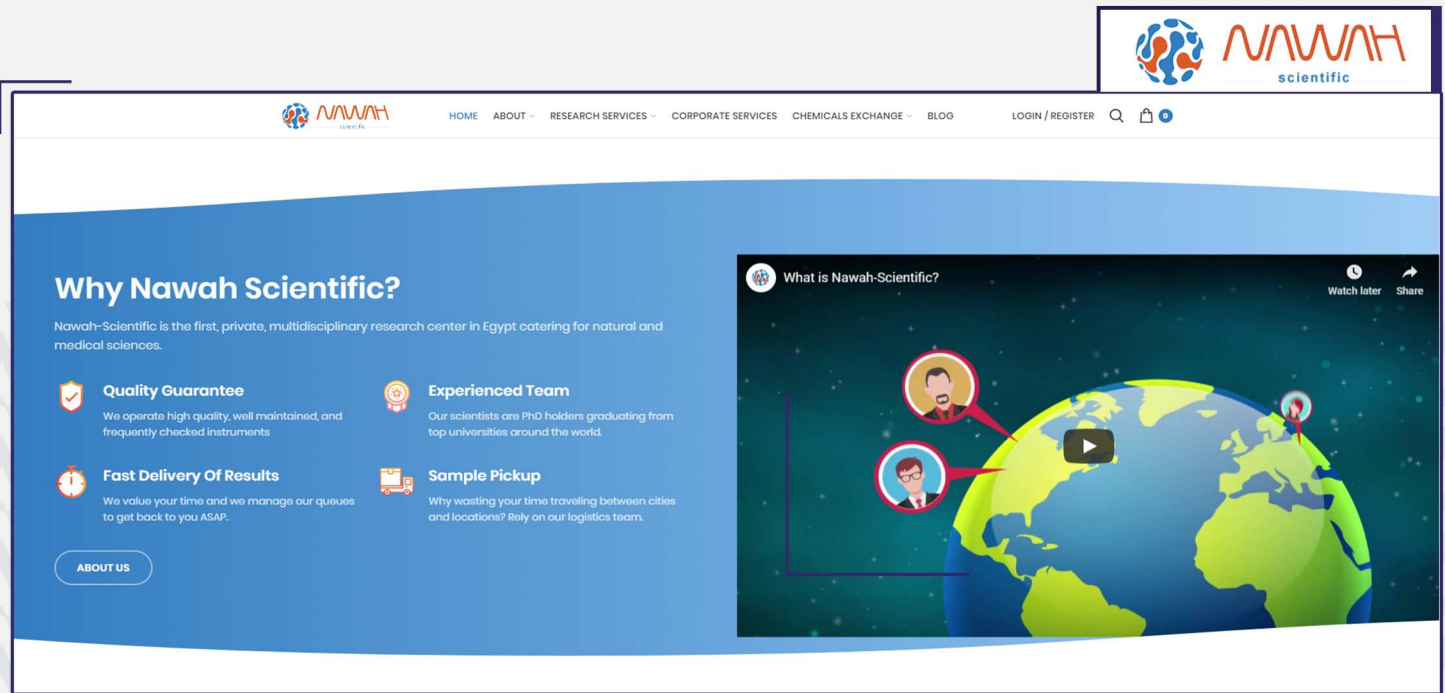 NAWAH
scientific
NAWAH
scientific
HOME ABOUT RESEARCH SERVICES CORPORATE SERVICES CHEMICALS EXCHANGE BLOG LOGIN / REGISTER 0
Why Nawah Scientific?
Nawah-Scientific is the first, private, multidisciplinary research center in Egypt catering for natural and
medical sciences.
Quality Guarantee
We operate high quality, well maintained, and
frequently checked instruments
Experienced Team
Our scientists are PhD holders graduating from
top universities around the world.
Fast Delivery Of Results
We value your time and we manage our queues
to get back to you ASAP.
Sample Pickup
Why wasting your time traveling between cities
and locations? Rely on our logistics team.
ABOUT US
What is Nawah-Scientific?
Watch later Share